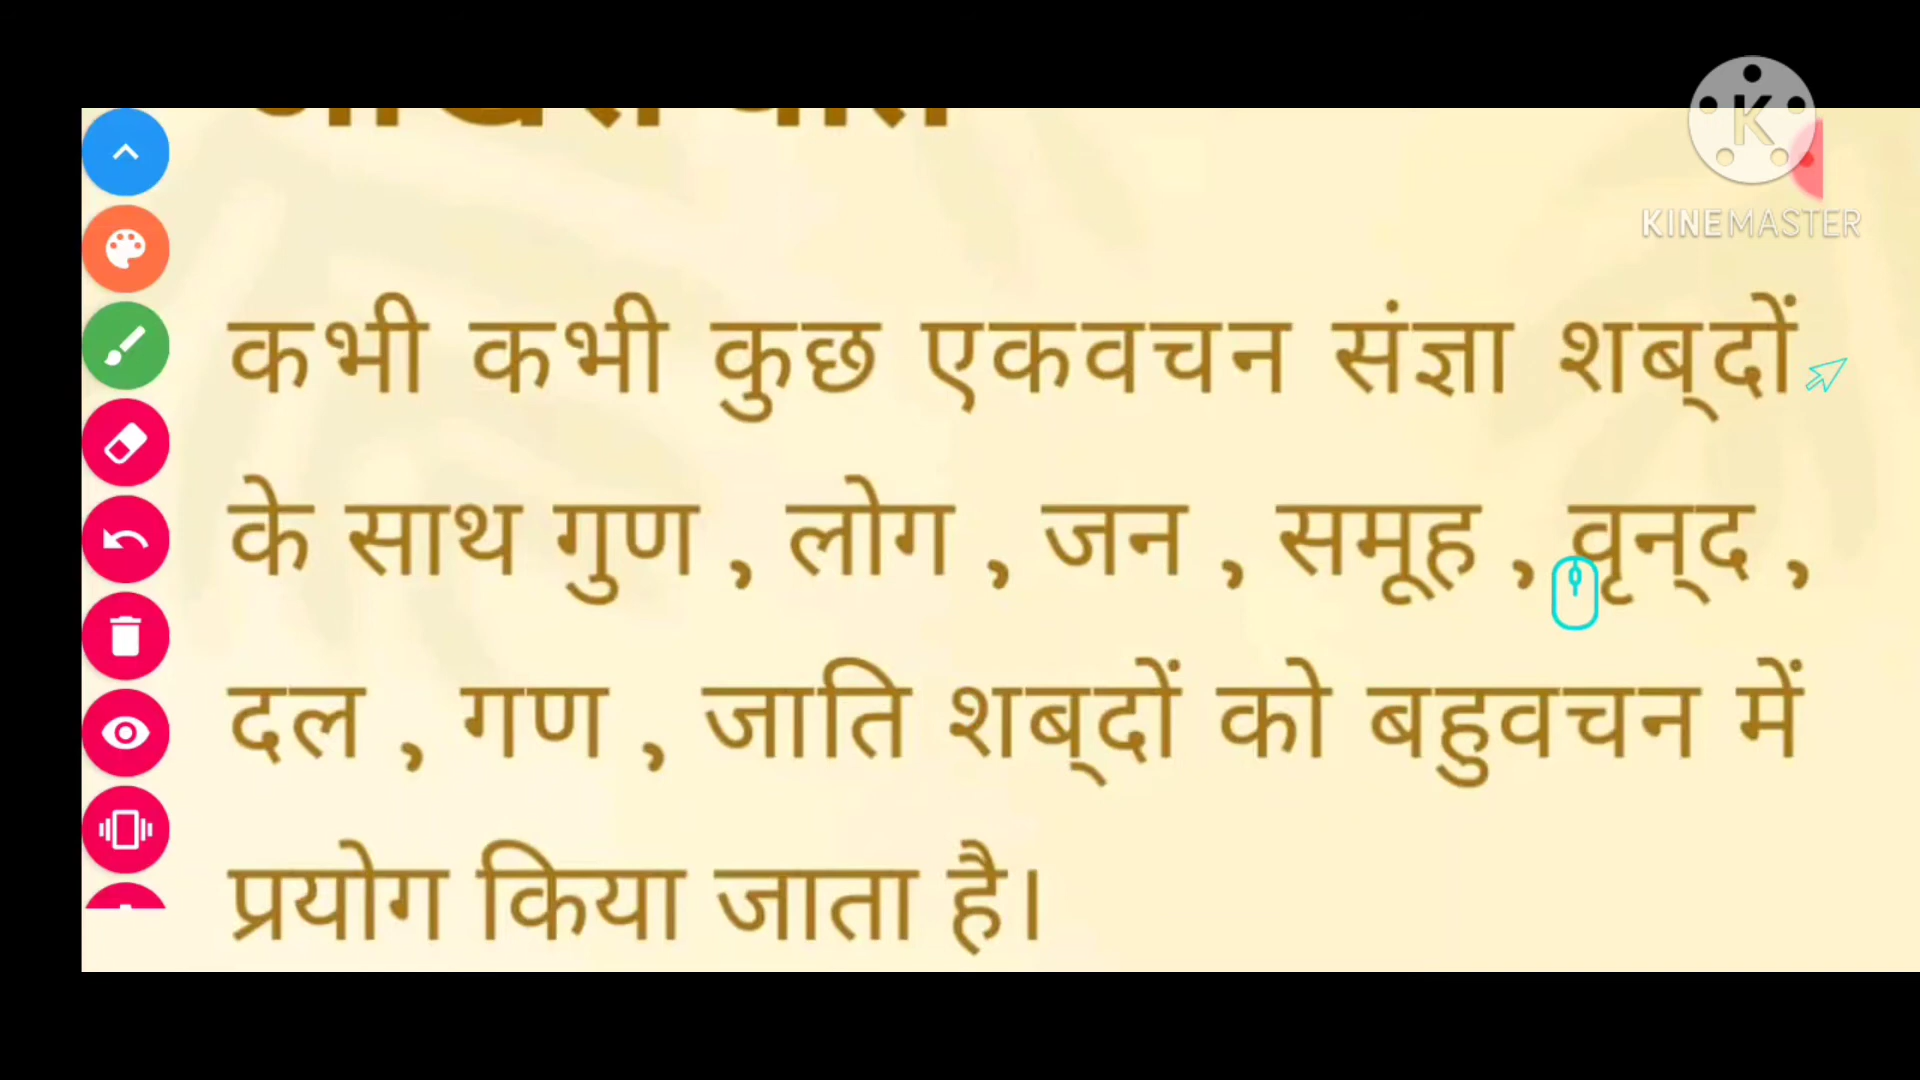 KINEMASTER
कभी कभी कुछ एकवचन संज्ञा शब्‌दों
के साथ गुण , लोग , जन , समूह , वृन्‌द ,
दल , गण , जाति शब्‌दों को बहुवचन में
प्रयोग किया जाता है।